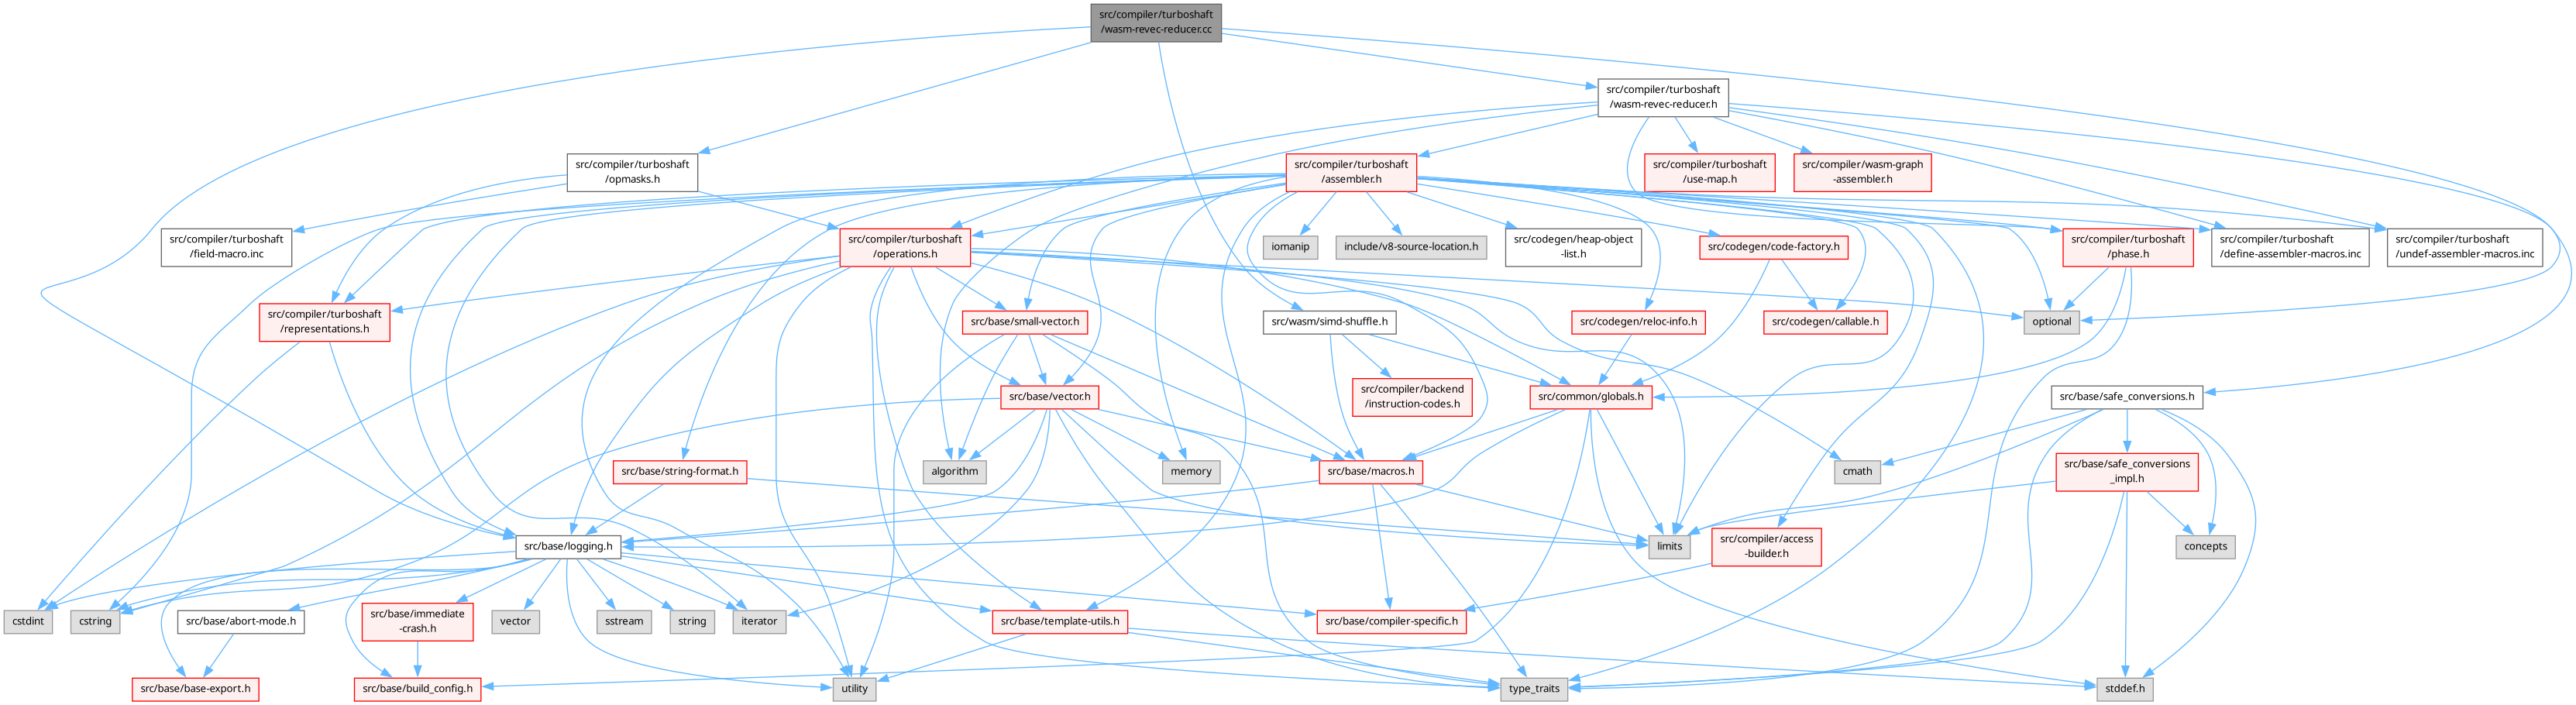 src/compiler/turboshaft
/wasm-revec-reducer.cc
src/compiler/turboshaft
/wasm-revec-reducer.h
src/compiler/turboshaft
/opmasks.h
src/compiler/turboshaft
/assembler.h
src/compiler/turboshaft
/use-map.h
src/compiler/wasm-graph
-assembler.h
src/compiler/turboshaft
/field-macro.inc
src/compiler/turboshaft
/operations.h
iomanip
include/v8-source-location.h
src/codegen/heap-object
-list.h
src/codegen/code-factory.h
src/compiler/turboshaft
/phase.h
src/compiler/turboshaft
/define-assembler-macros.inc
src/compiler/turboshaft
/undef-assembler-macros.inc
src/compiler/turboshaft
/representations.h
src/base/small-vector.h
src/wasm/simd-shuffle.h
src/codegen/reloc-info.h
src/codegen/callable.h
optional
src/base/vector.h
src/compiler/backend
/instruction-codes.h
src/common/globals.h
src/base/safe_conversions.h
src/base/string-format.h
algorithm
memory
src/base/macros.h
cmath
src/base/safe_conversions
_impl.h
src/base/logging.h
limits
src/compiler/access
-builder.h
concepts
cstdint
cstring
src/base/abort-mode.h
src/base/immediate
-crash.h
vector
sstream
string
iterator
src/base/template-utils.h
src/base/compiler-specific.h
src/base/base-export.h
src/base/build_config.h
utility
type_traits
stddef.h